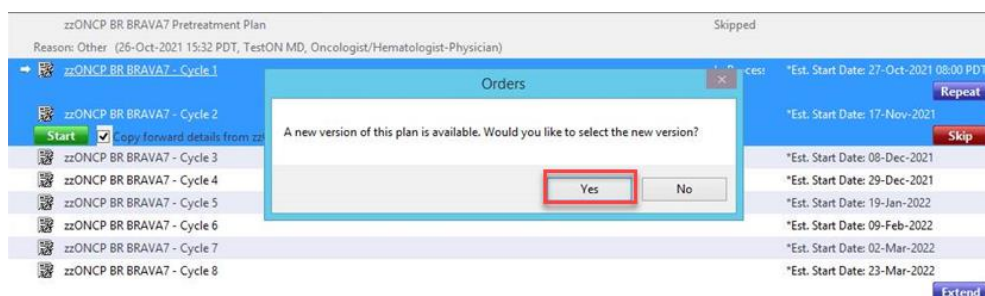 zzONCP BR BRAVA7 Pretreatment Plan Skipped
Reason: Other (26-Oct-2021 15:32 PDT, TestON MD, Oncologist/Hematologist-Physician)
zzONCP BR BRAVA7 - Cycle 1 *Est. Start Date: 27-Oct-2021 08:00 PDT
Repeat
Orders
zzONCP BR BRAVA7 - Cycle 2 *Est. Start Date: 17-Nov-2021
Start Copy forward details from Skip
A new version of this plan is available. Would you like to select the new version?
Yes No
zzONCP BR BRAVA7 - Cycle 3 *Est. Start Date: 08-Dec-2021
zzONCP BR BRAVA7 - Cycle 4 *Est. Start Date: 29-Dec-2021
zzONCP BR BRAVA7 - Cycle 5 *Est. Start Date: 19-Jan-2022
zzONCP BR BRAVA7 - Cycle 6 *Est. Start Date: 09-Feb-2022
zzONCP BR BRAVA7 - Cycle 7 *Est. Start Date: 02-Mar-2022
zzONCP BR BRAVA7 - Cycle 8 *Est. Start Date: 23-Mar-2022
Extend